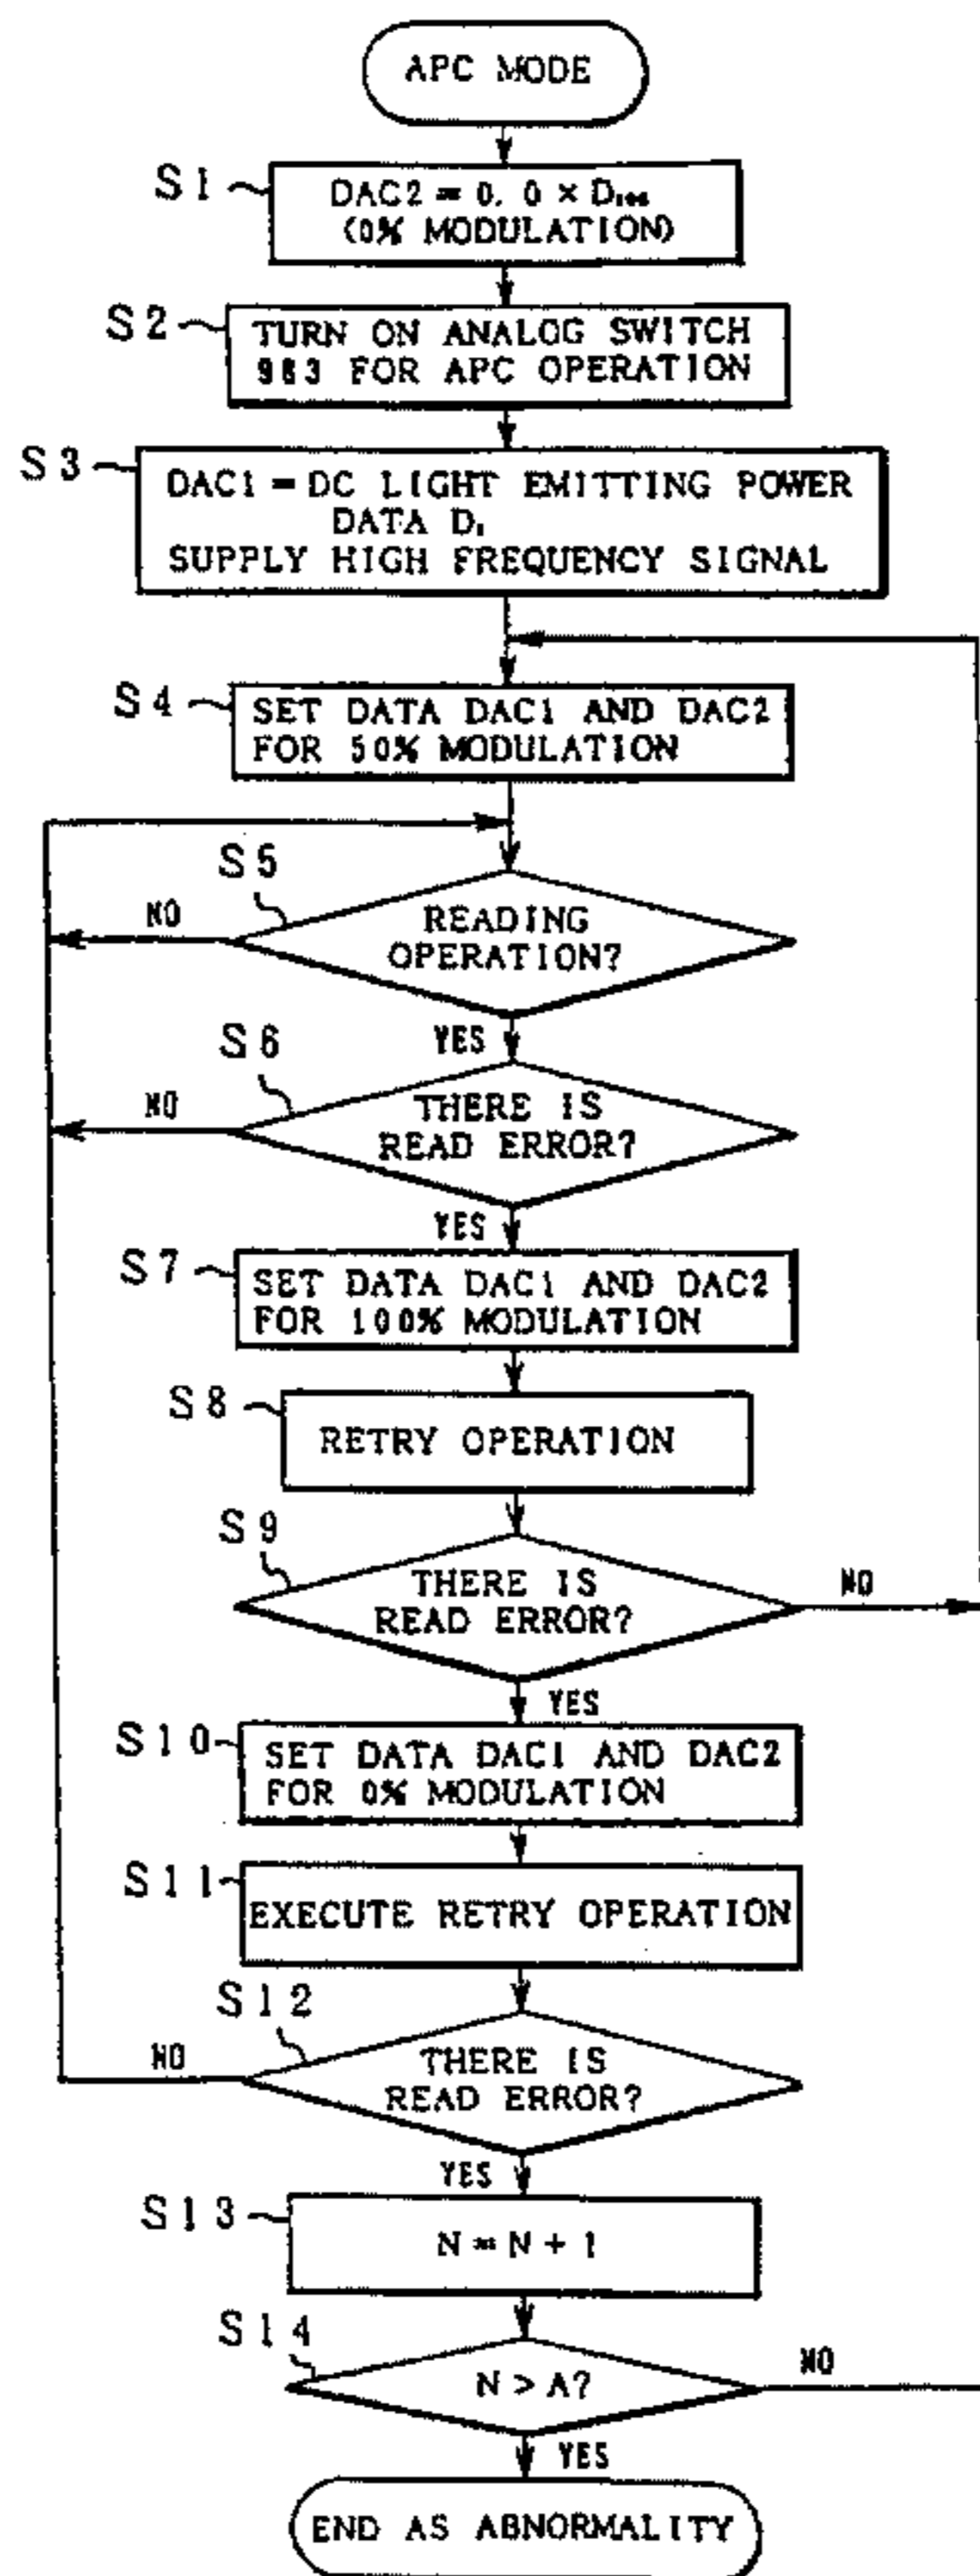 APC MODE
S1
DAC2 = 0.0 ×
(0% MODULATION)
S2
TURN ON ANALOG SWITCH
983 FOR APC OPERATION
S3
DAC1 = DC LIGHT EMITTING POWER
DATA
SUPPLY HIGH FREQUENCY SIGNAL
S4
SET DATA DAC1 AND DAC2
FOR 50% MODULATION
S5
NO
READING
OPERATION?
YES
S6
NO
THERE IS
READ ERROR?
YES
S7
SET DATA DAC1 AND DAC2
FOR 100% MODULATION
S8
RETRY OPERATION
S9
THERE IS
READ ERROR?
NO
YES
S10
SET DATA DAC1 AND DAC2
FOR 0% MODULATION
S11
EXECUTE RETRY OPERATION
S12
NO
THERE IS
READ ERROR?
YES
S13
N = N + 1
S14
N > A?
NO
YES
END AS ABNORMALITY